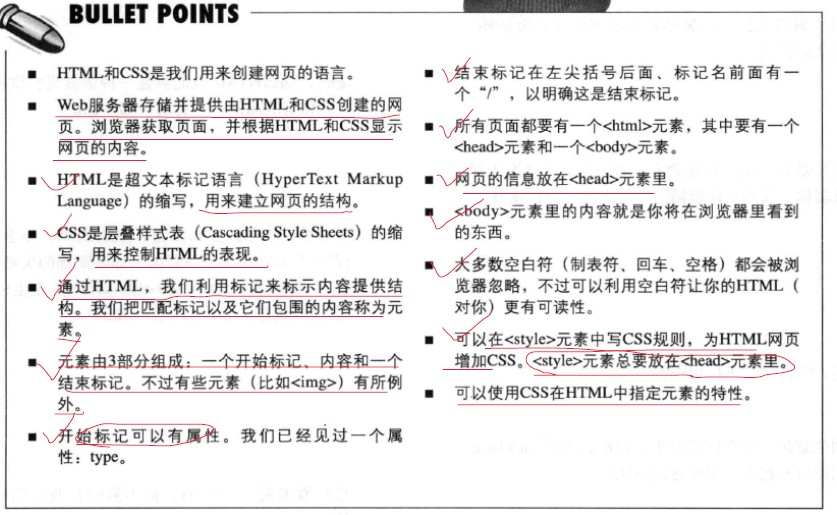 BULLET POINTS
■ HTML和CSS是我们用来创建网页的语言。
■ Web服务器存储并提供由HTML和CSS创建的网
页。浏览器获取页面，并根据HTML和CSS显示
网页的内容。
■ HTML是超文本标记语言（HyperText Markup
Language）的缩写，用来建立网页的结构。
■ CSS是层叠样式表（Cascading Style Sheets）的缩
写，用来控制HTML的表现。
■ 通过HTML，我们利用标记来标示内容提供结
构。我们把匹配标记以及它们包围的内容称为元
素。
■ 元素由3部分组成：一个开始标记、内容和一个
结束标记。不过有些元素（比如<img>）有所例
外。
■ 开始标记可以有属性。我们已经见过一个属
性：type。
■ 结束标记在左尖括号后面、标记名前面有一
个“/”，以明确这是结束标记。
■ 所有页面都要有一个<html>元素，其中要有一个
<head>元素和一个<body>元素。
■ 网页的信息放在<head>元素里。
■ <body>元素里的内容就是你将在浏览器里看到
的东西。
■ 大多数空白符（制表符、回车、空格）都会被浏
览器忽略，不过可以利用空白符让你的HTML（
对你）更有可读性。
■ 可以在<style>元素中写CSS规则，为HTML网页
增加CSS。<style>元素总要放在<head>元素里。
■ 可以使用CSS在HTML中指定元素的特性。